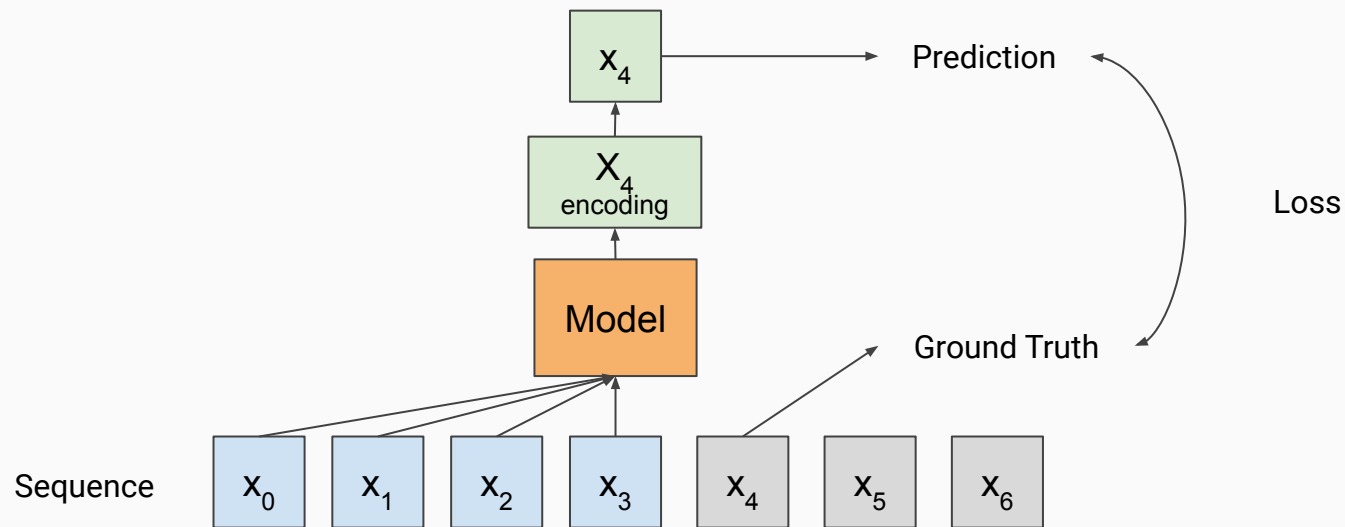 x₄
Prediction
X₄
encoding
Loss
Model
Ground Truth
Sequence
x₀
x₁
x₂
x₃
x₄
x₅
x₆